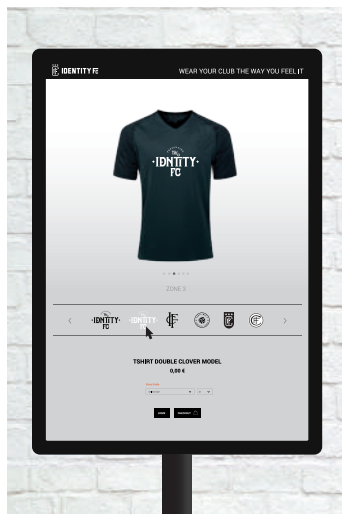 IDENTITY FC
WEAR YOUR CLUB THE WAY YOU FEEL IT
THE
·IDNTITY·
FC
ZONE 3
·IDNTITY·
FC
·IDNTITY·
FC
TSHIRT DOUBLE CLOVER MODEL
0,00 €